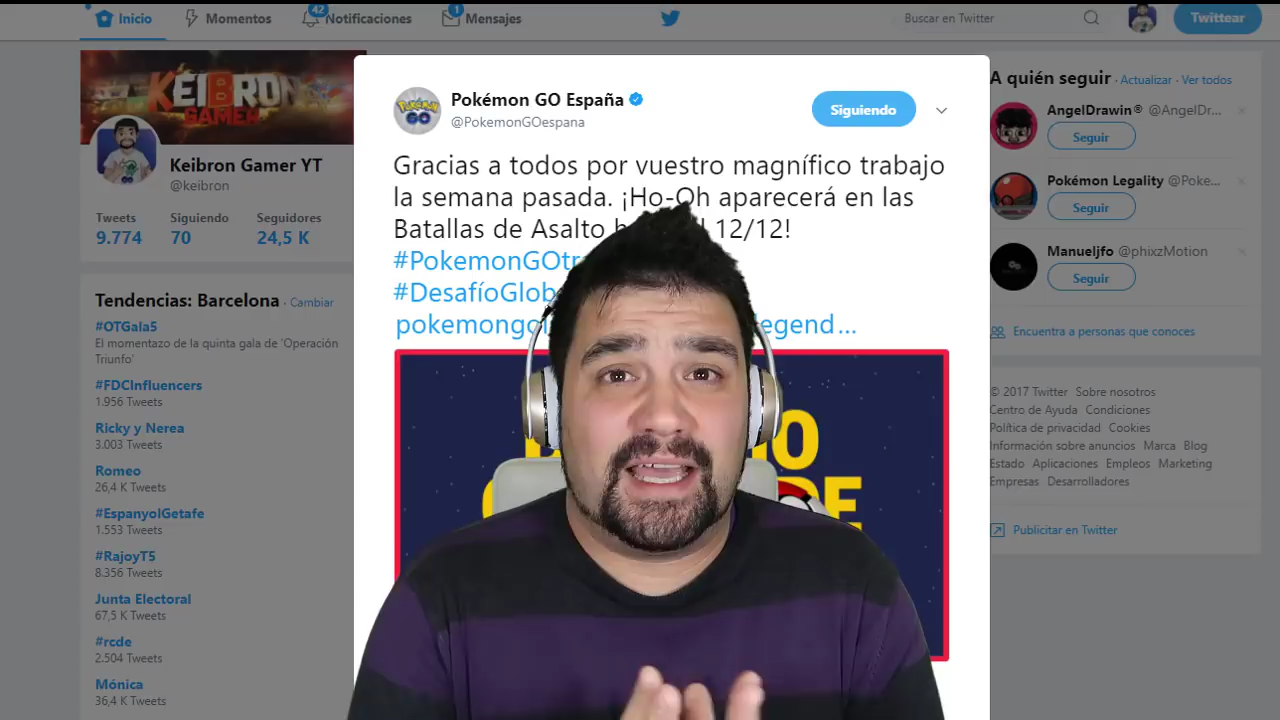 Inicio
Momentos
42
Notificaciones
1
Mensajes
Buscar en Twitter
Twittear
KEIBRON
GAMER
Keibron Gamer YT
@keibron
Tweets
Siguiendo
Seguidores
9.774
70
24,5 K
Tendencias: Barcelona · Cambiar
#OTGala5
El momentazo de la quinta gala de 'Operación
Triunfo'
#FDCInfluencers
1.956 Tweets
Ricky y Nerea
3.003 Tweets
Romeo
26,4 K Tweets
#EspanyolGetafe
1.553 Tweets
#RajoyT5
8.356 Tweets
Junta Electoral
67,5 K Tweets
#rcde
2.504 Tweets
Mónica
36,4 K Tweets
POKÉMON
GO
Pokémon GO España
@PokemonGOespana
Siguiendo
Gracias a todos por vuestro magnífico trabajo
la semana pasada. ¡Ho-Oh aparecerá en las
Batallas de Asalto 12/12!
A quién seguir · Actualizar · Ver todos
AngelDrawin® @AngelDr...
Seguir
Pokémon Legality @Poke...
Seguir
Manueljfo @phixzMotion
Seguir
Encuentra a personas que conoces
© 2017 Twitter Sobre nosotros
Centro de Ayuda Condiciones
Política de privacidad Cookies
Información sobre anuncios Marca Blog
Estado Aplicaciones Empleos Marketing
Empresas Desarrolladores
Publicitar en Twitter